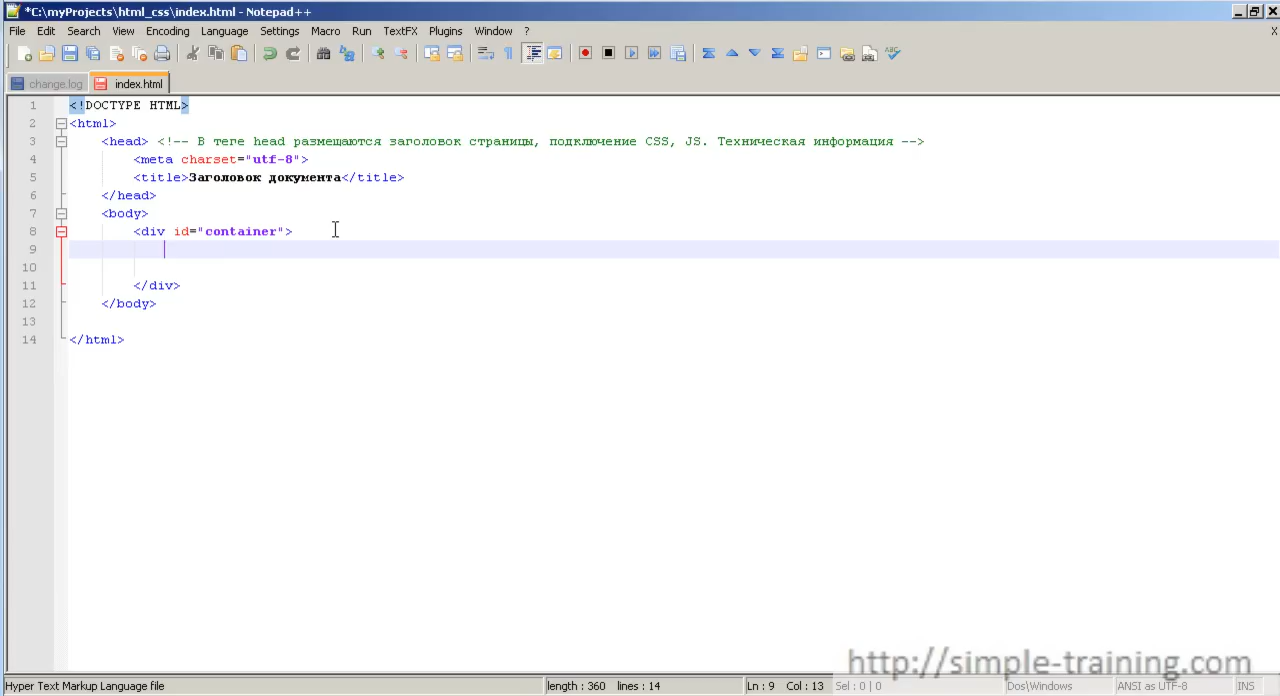 *C:\myProjects\html_css\index.html - Notepad++
File Edit Search View Encoding Language Settings Macro Run TextFX Plugins Window ? X
change.log index.html
1 <!DOCTYPE HTML>
2 <html>
3 <head> <!-- В теге head размещаются заголовок страницы, подключение CSS, JS. Техническая информация -->
4 <meta charset="utf-8">
5 <title>Заголовок документа</title>
6 </head>
7 <body>
8 <div id="container">
9
10
11 </div>
12 </body>
13
14 </html>
http://simple-training.com
Hyper Text Markup Language file length : 360 lines : 14 Ln : 9 Col : 13 Sel : 0 | 0 Dos\Windows ANSI as UTF-8 INS